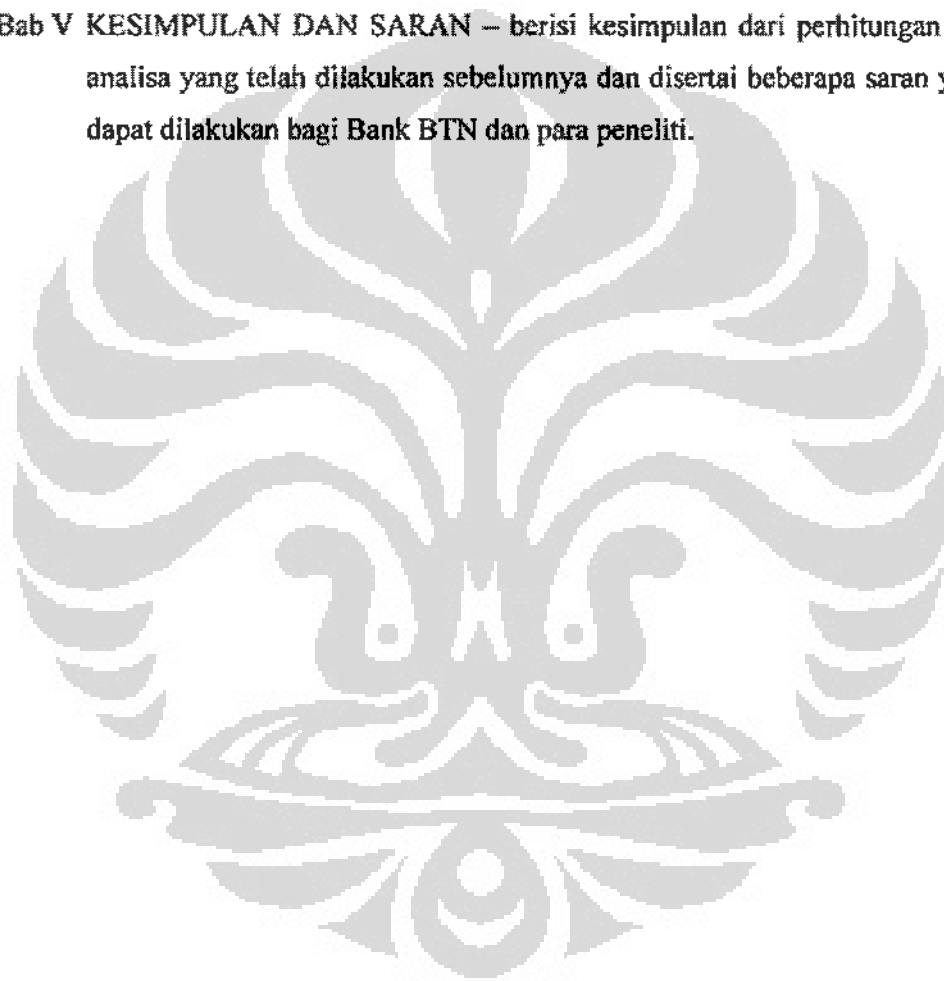 Bab V KESIMPULAN DAN SARAN – berisi kesimpulan dari perhitungan
analisa yang telah dilakukan sebelumnya dan disertai beberapa saran y
dapat dilakukan bagi Bank BTN dan para peneliti.